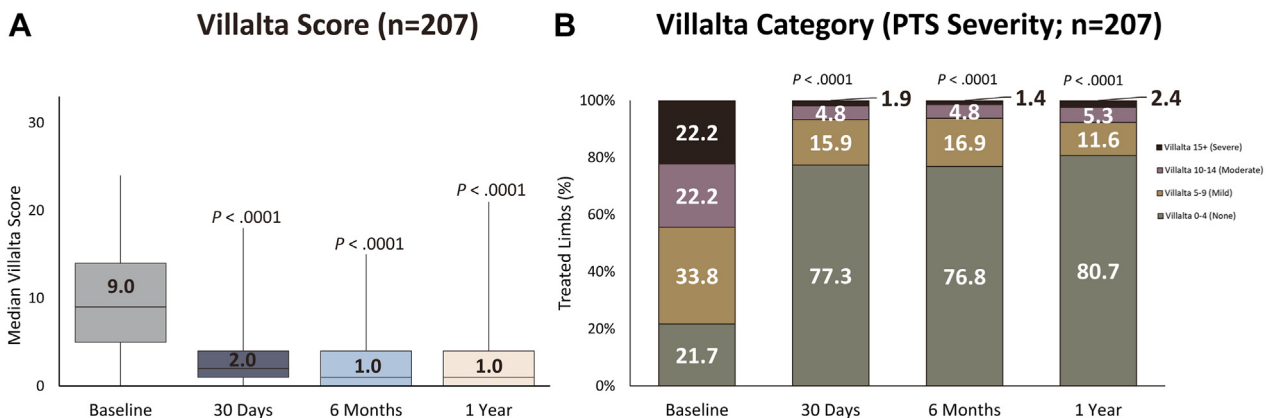 A
Villalta Score (n=207)
Median Villalta Score
30
20
10
0
9.0
2.0
1.0
1.0
P < .0001
P < .0001
P < .0001
Baseline
30 Days
6 Months
1 Year
B
Villalta Category (PTS Severity; n=207)
Treated Limbs (%)
100%
80%
60%
40%
20%
0%
P < .0001
P < .0001
P < .0001
22.2
22.2
33.8
21.7
1.9
4.8
15.9
77.3
1.4
4.8
16.9
76.8
2.4
5.3
11.6
80.7
Baseline
30 Days
6 Months
1 Year
Villalta 15+ (Severe)
Villalta 10-14 (Moderate)
Villalta 5-9 (Mild)
Villalta 0-4 (None)